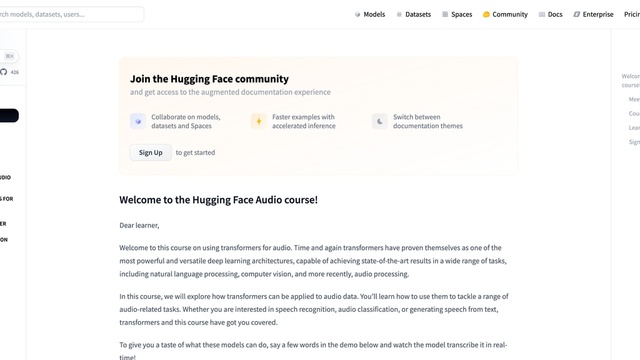 rch models, datasets, users...
Models
Datasets
Spaces
Community
Docs
Enterprise
Pricin
⌘K
426
UDIO
S FOR
ER
ON
Join the Hugging Face community
and get access to the augmented documentation experience
Collaborate on models,
datasets and Spaces
Faster examples with
accelerated inference
Switch between
documentation themes
Sign Up to get started
Welcome to the Hugging Face Audio course!
Dear learner,
Welcome to this course on using transformers for audio. Time and again transformers have proven themselves as one of the
most powerful and versatile deep learning architectures, capable of achieving state-of-the-art results in a wide range of tasks,
including natural language processing, computer vision, and more recently, audio processing.
In this course, we will explore how transformers can be applied to audio data. You'll learn how to use them to tackle a range of
audio-related tasks. Whether you are interested in speech recognition, audio classification, or generating speech from text,
transformers and this course have got you covered.
To give you a taste of what these models can do, say a few words in the demo below and watch the model transcribe it in real-
time!
Welcom
course
Mee
Cou
Lear
Sign